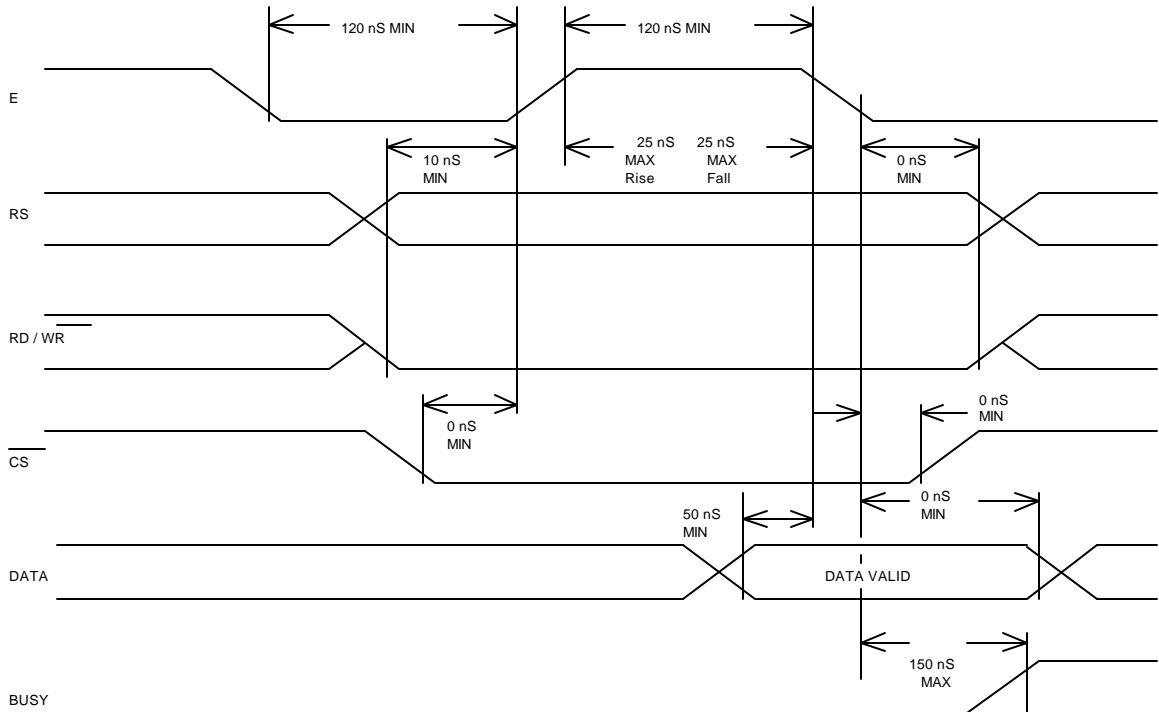 120 nS MIN
120 nS MIN
E
10 nS
MIN
25 nS
MAX
Rise
25 nS
MAX
Fall
0 nS
MIN
RS
RD / WR
0 nS
MIN
0 nS
MIN
CS
50 nS
MIN
0 nS
MIN
DATA
DATA VALID
150 nS
MAX
BUSY